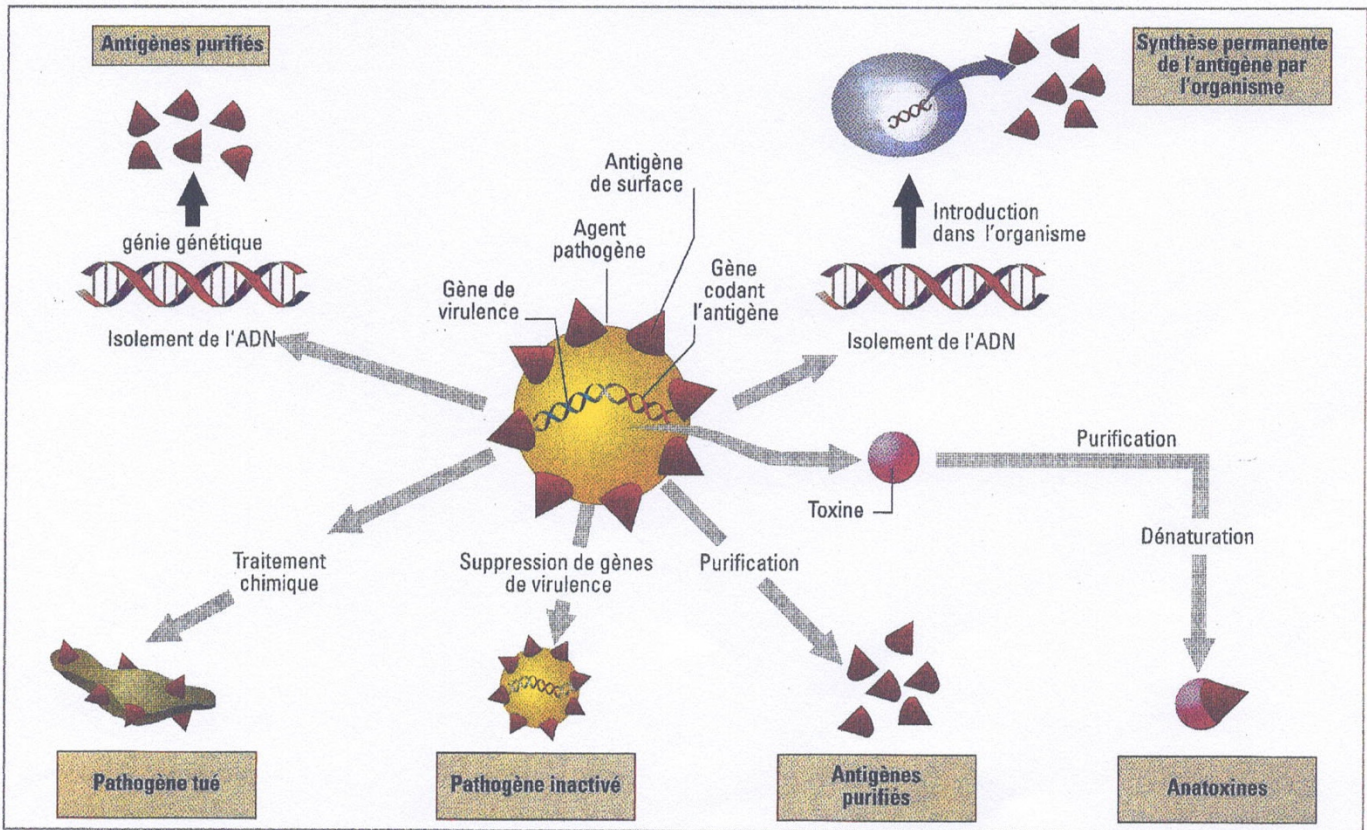 Antigènes purifiés
Synthèse permanente
de l'antigène par
l'organisme
Antigène
de surface
Agent
pathogène
Gène de
virulence
Gène
codant
l'antigène
génie génétique
Isolement de l'ADN
Introduction
dans l'organisme
Isolement de l'ADN
Purification
Toxine
Dénaturation
Traitement
chimique
Suppression de gènes
de virulence
Purification
Pathogène tué
Pathogène inactivé
Antigènes
purifiés
Anatoxines